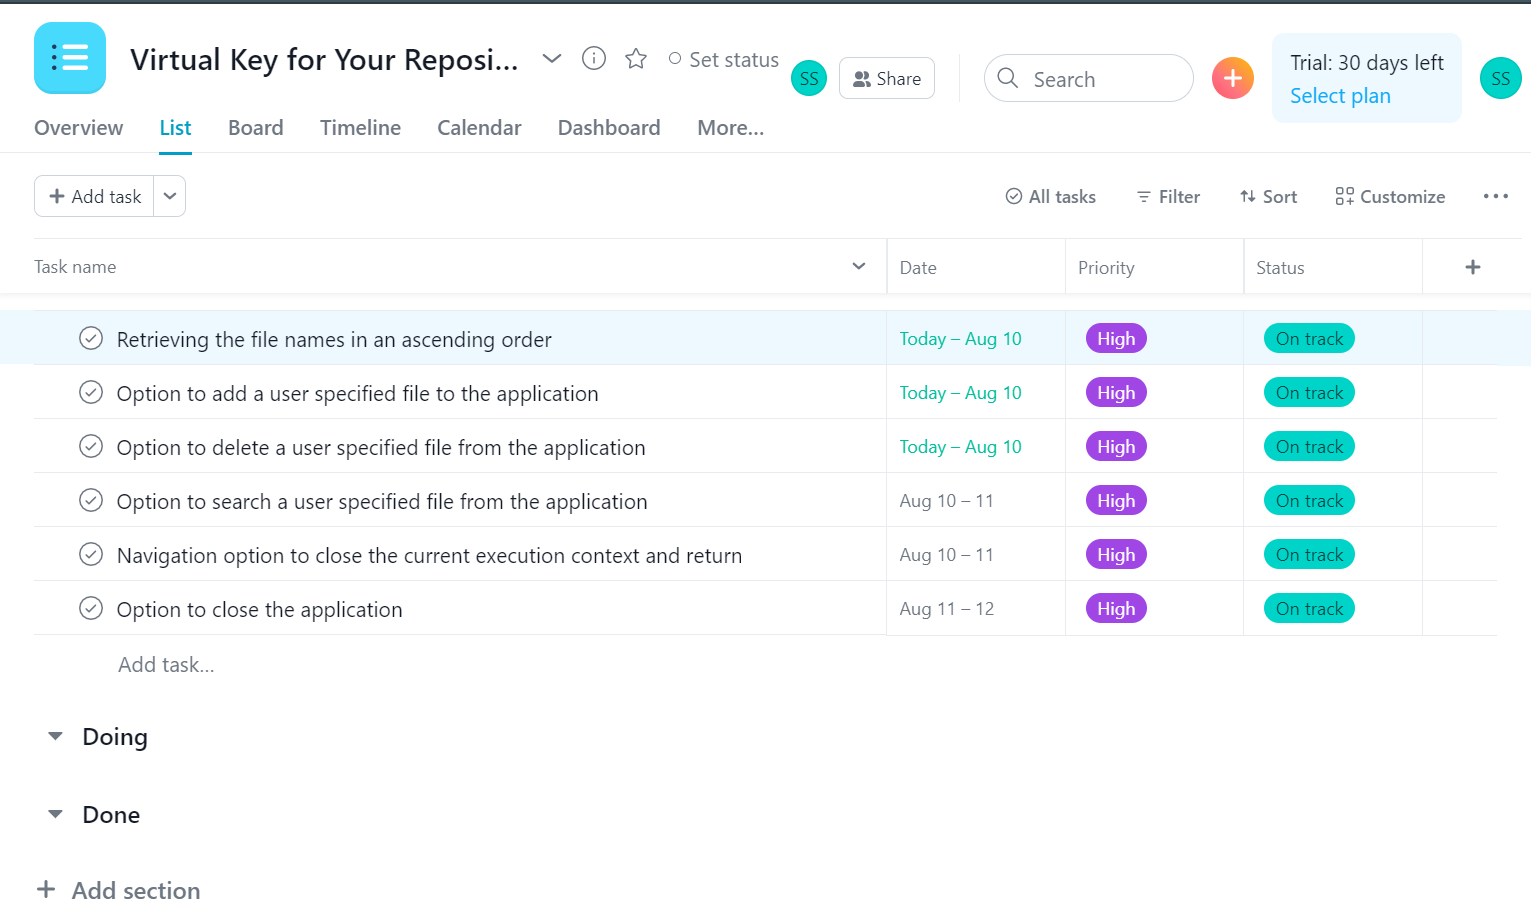 Virtual Key for Your Reposi...
Set status
SS
Share
Search
Trial: 30 days left
Select plan
SS
Overview
List
Board
Timeline
Calendar
Dashboard
More...
Add task
All tasks
Filter
Sort
Customize
Task name Date Priority Status
Retrieving the file names in an ascending order Today – Aug 10 High On track
Option to add a user specified file to the application Today – Aug 10 High On track
Option to delete a user specified file from the application Today – Aug 10 High On track
Option to search a user specified file from the application Aug 10 – 11 High On track
Navigation option to close the current execution context and return Aug 10 – 11 High On track
Option to close the application Aug 11 – 12 High On track
Add task...
Doing
Done
Add section